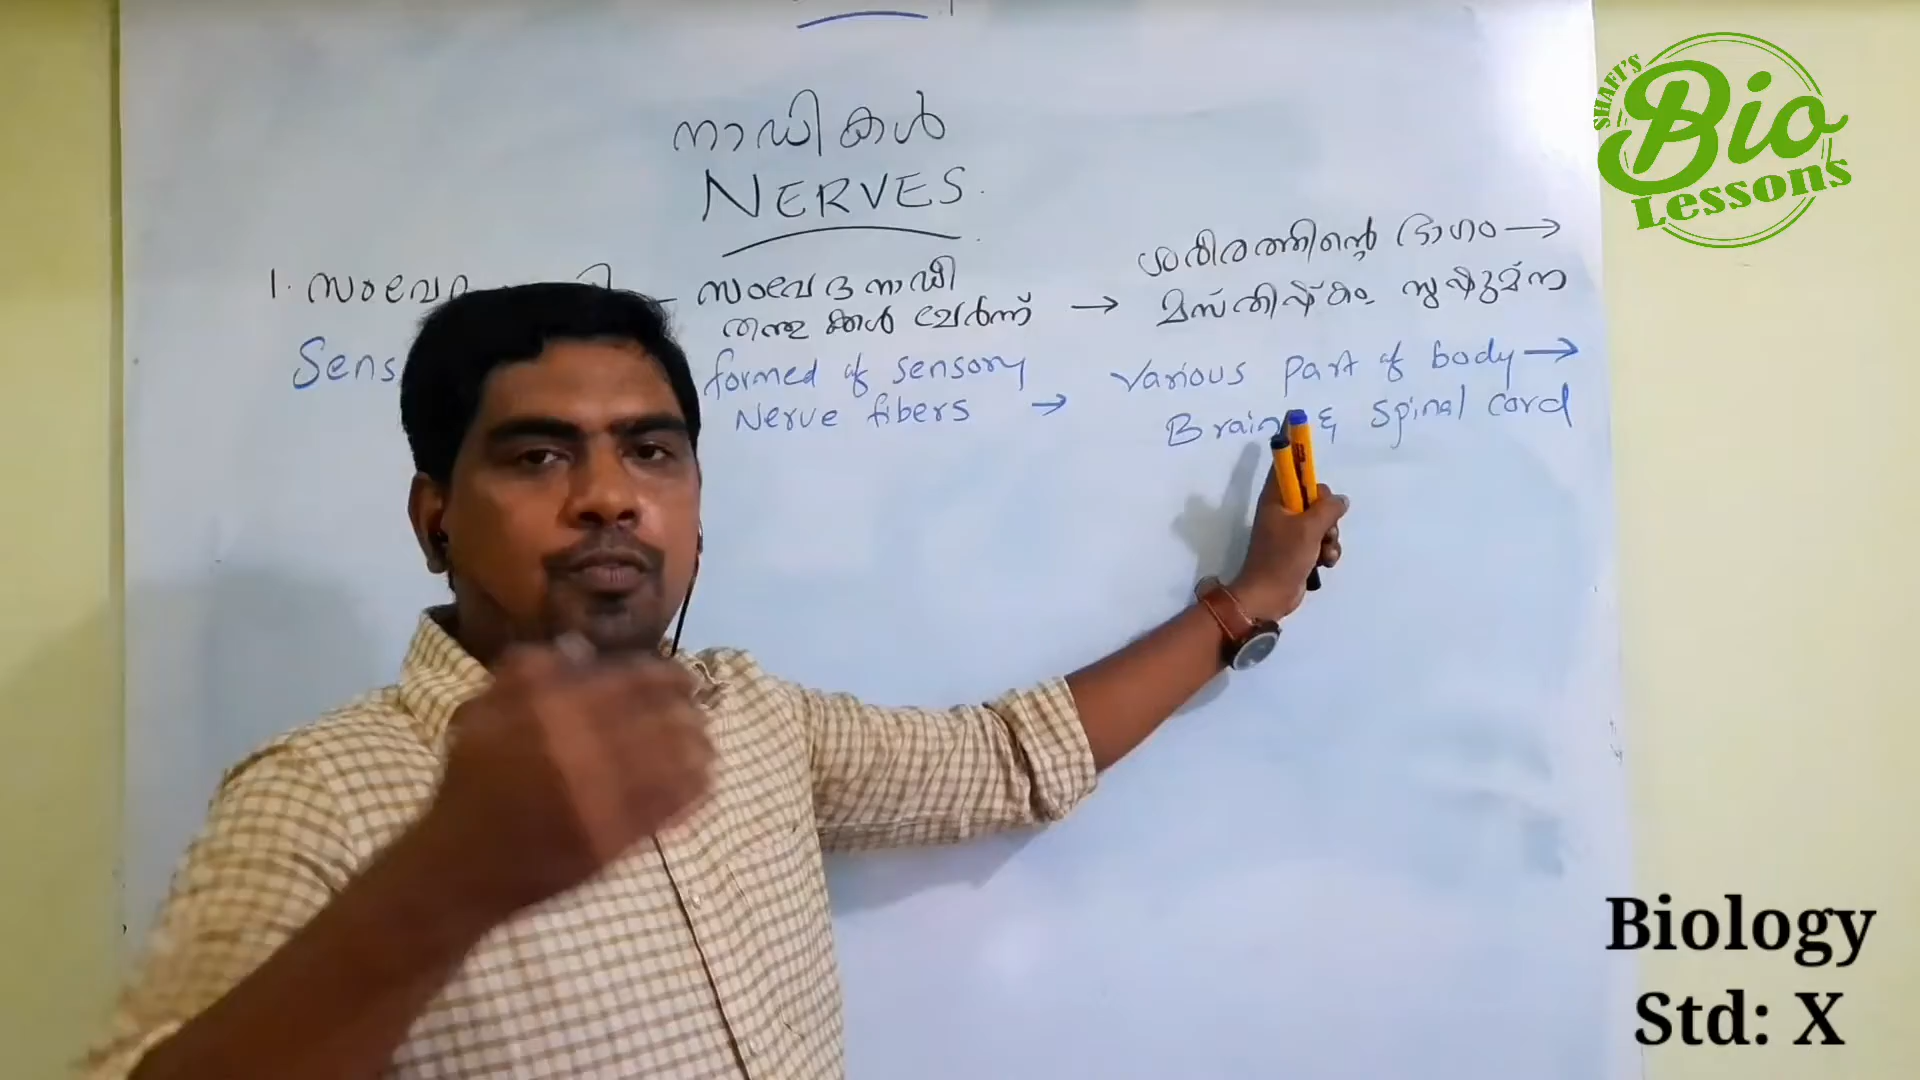 നാഡികൾ
NERVES
1. സംവേദ
സംവേദ നാഡീ
തന്തുക്കൾ ചേർന്ന് →
ശരീരത്തിന്റെ ഭാഗം →
മസ്തിഷ്കം, സുഷുമ്ന
Sens
formed of sensory
Nerve fibers →
Various part of body →
Brain & Spinal cord
SHAFI'S
Bio
Lessons
Biology
Std: X